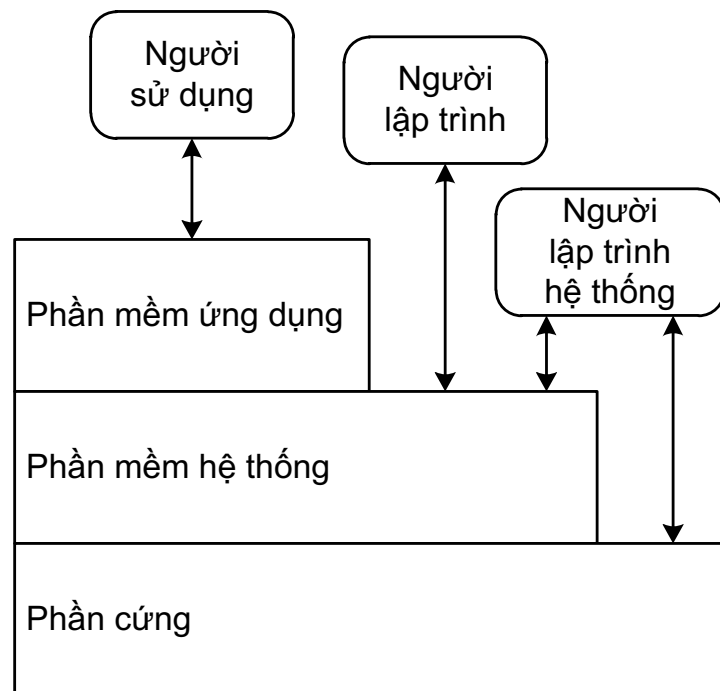 Người
sử dụng
Người
lập trình
Người
lập trình
hệ thống
Phần mềm ứng dụng
Phần mềm hệ thống
Phần cứng